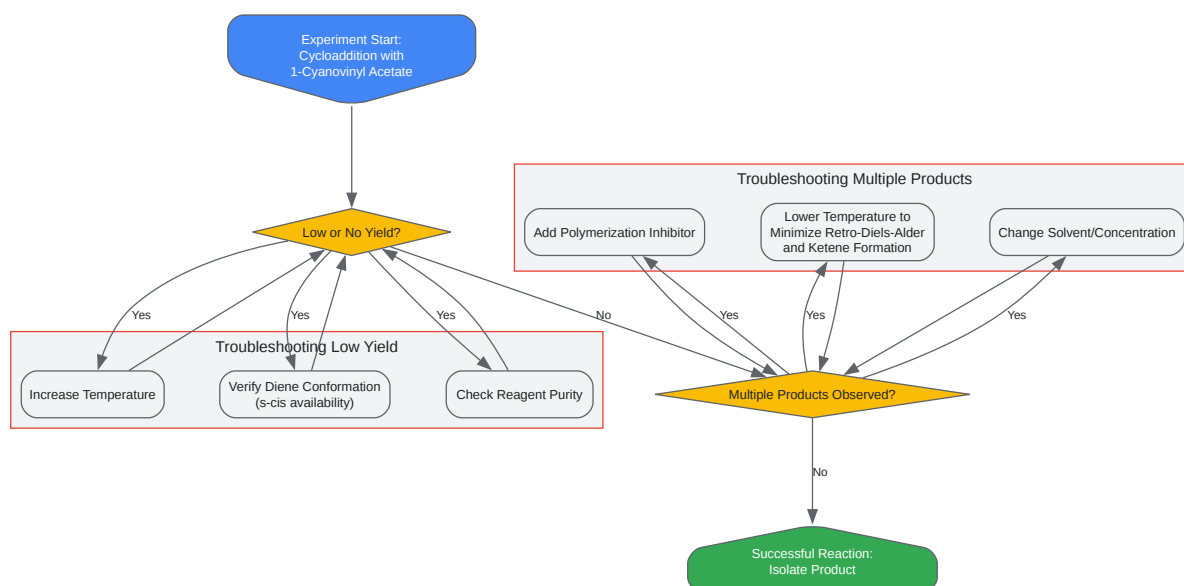 Experiment Start:
Cycloaddition with
1-Cyanovinyl Acetate
Troubleshooting Multiple Products
Add Polymerization Inhibitor
Lower Temperature to
Minimize Retro-Diels-Alder
and Ketene Formation
Change Solvent/Concentration
Low or No Yield?
Yes
Yes
Yes
No
Yes
Yes
Yes
Troubleshooting Low Yield
Increase Temperature
Verify Diene Conformation
(s-cis availability)
Check Reagent Purity
Multiple Products Observed?
No
Successful Reaction:
Isolate Product